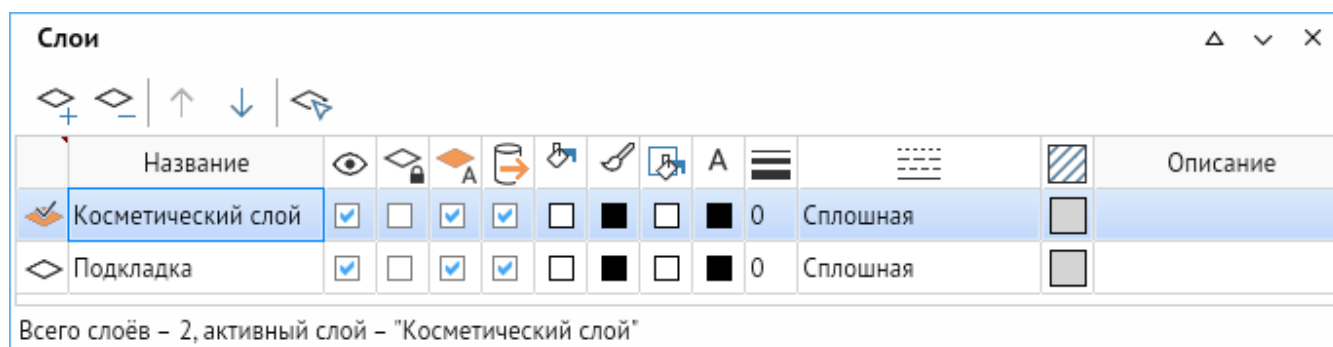 Слои
Название A A Описание
Косметический слой 0 Сплошная
Подкладка 0 Сплошная
Всего слоёв – 2, активный слой – "Косметический слой"